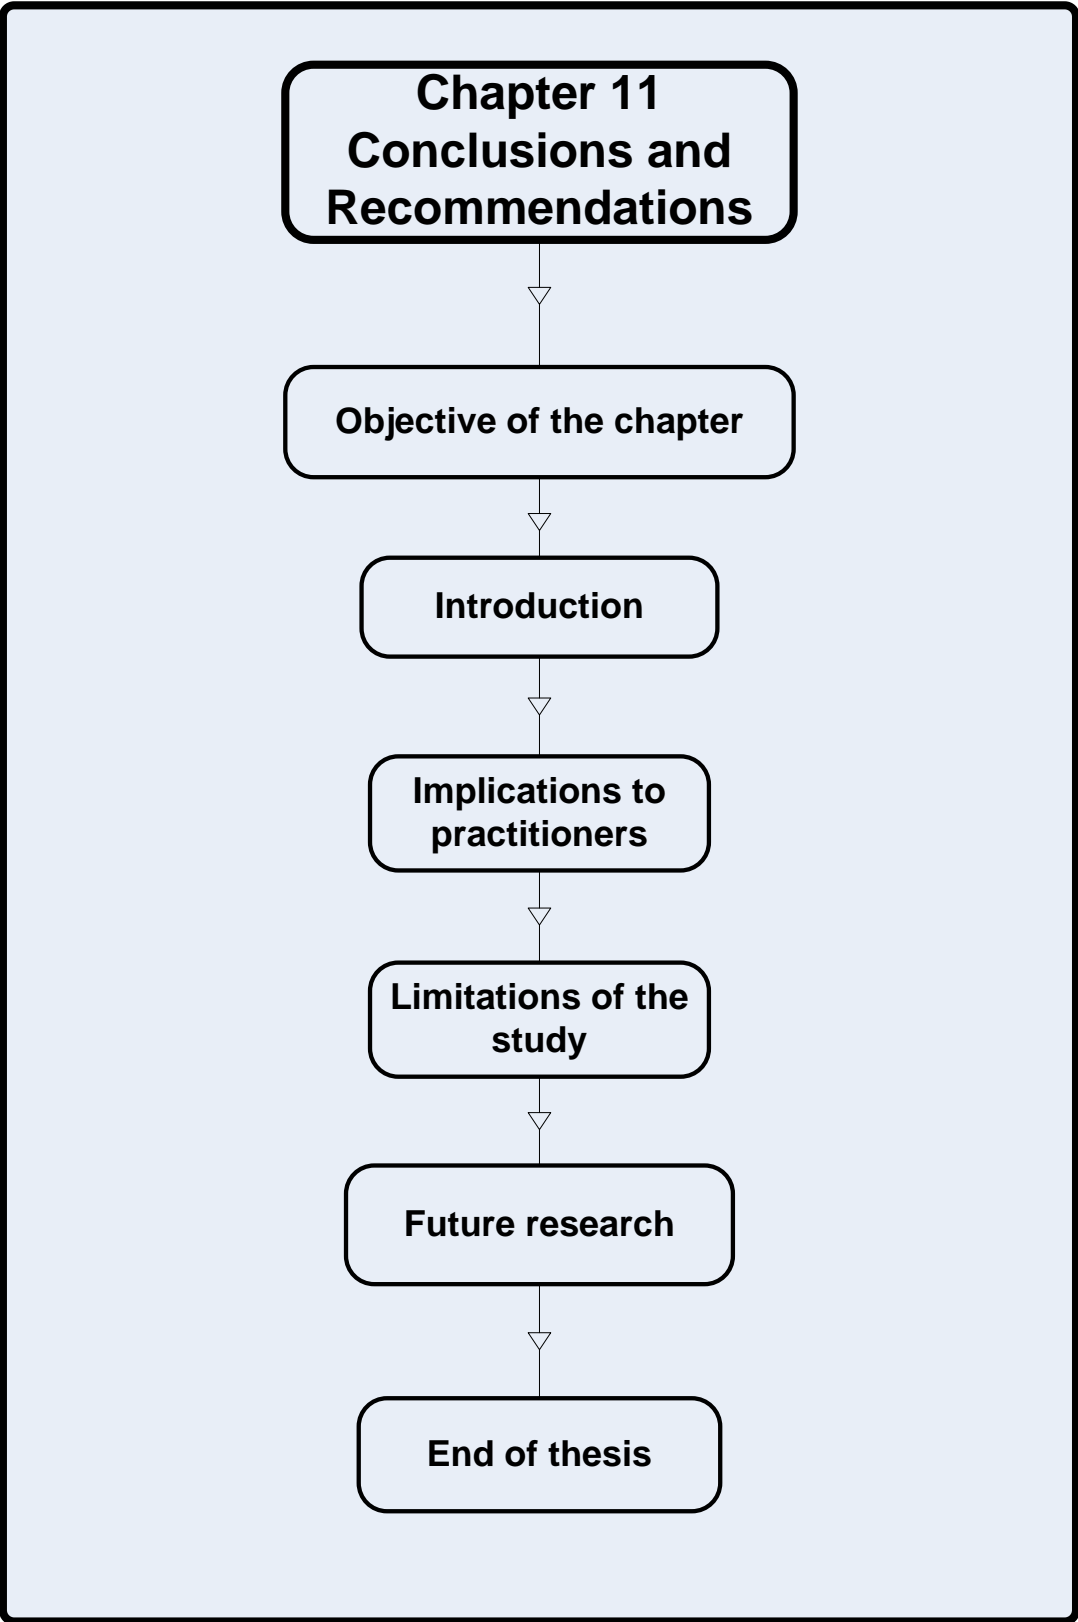 Chapter 11
Conclusions and
Recommendations
Objective of the chapter
Introduction
Implications to
practitioners
Limitations of the
study
Future research
End of thesis